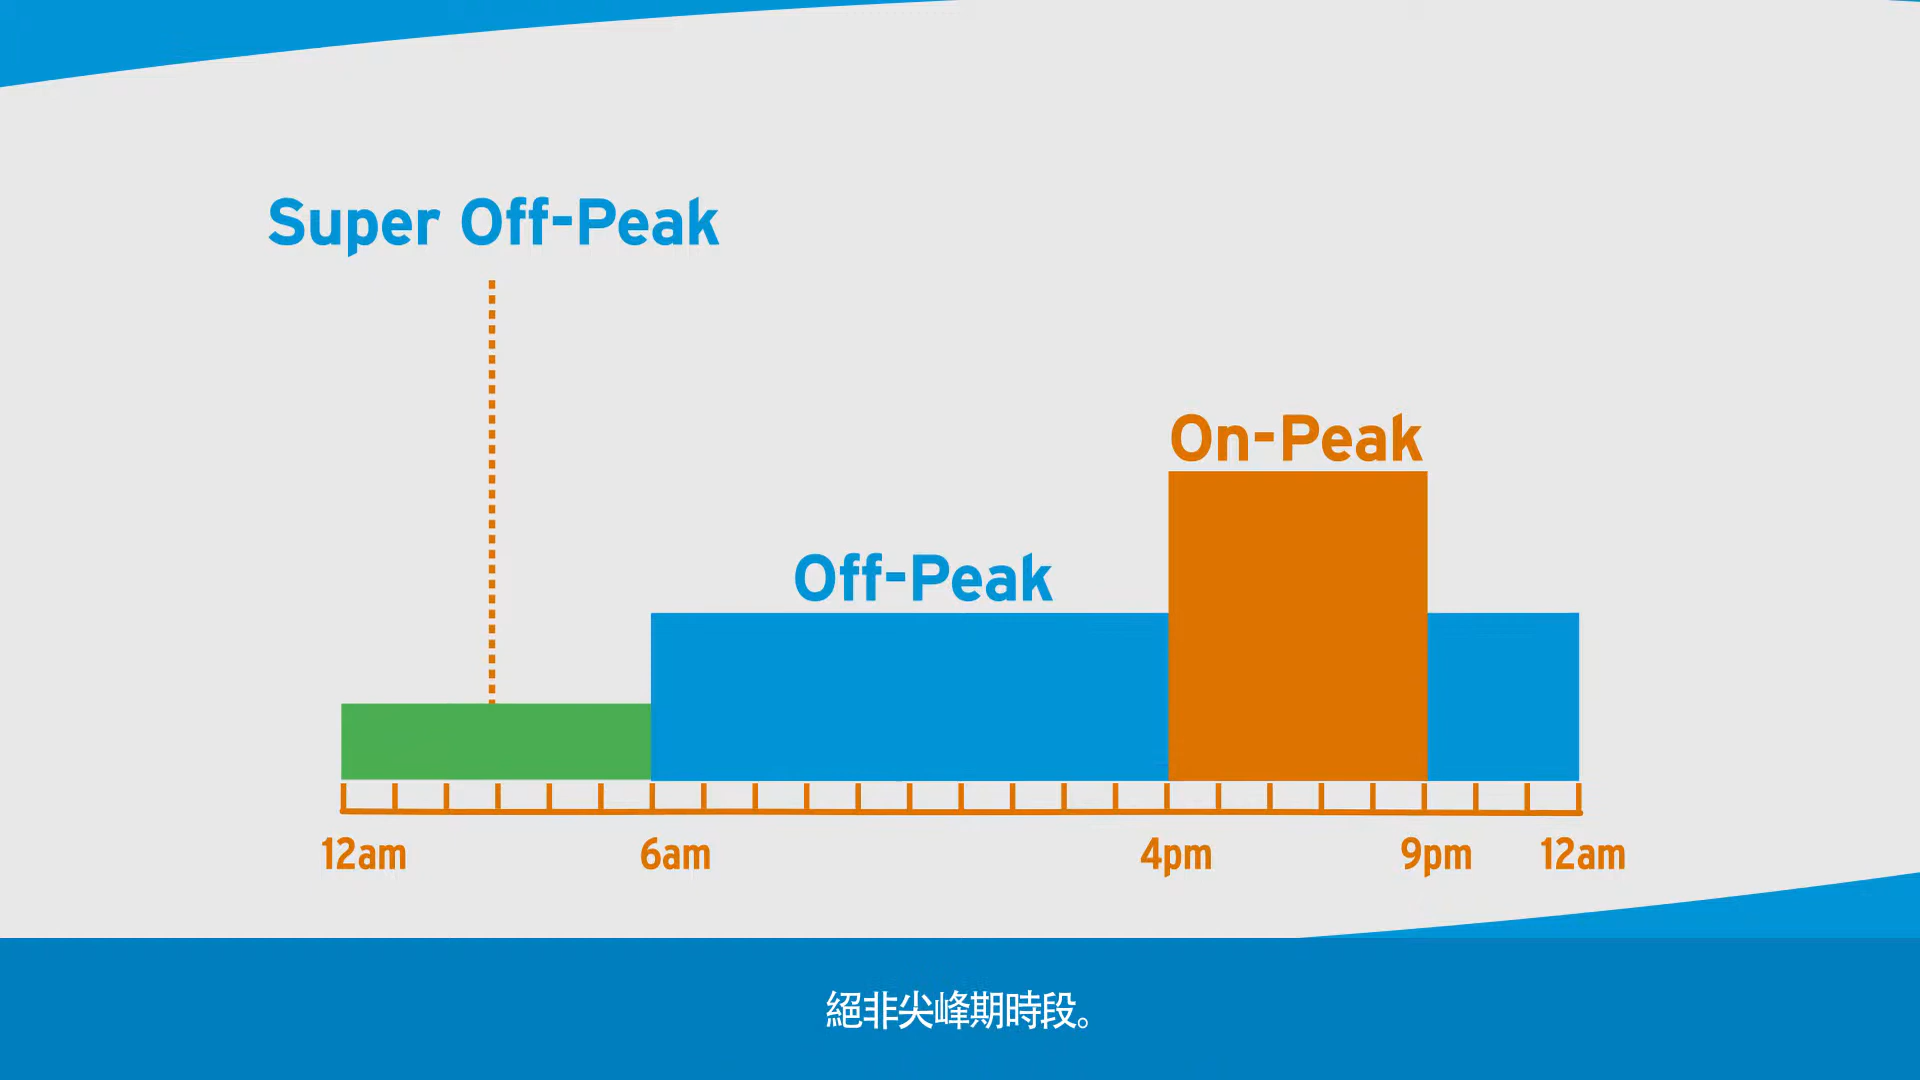 Super Off-Peak
On-Peak
Off-Peak
12am 6am 4pm 9pm 12am
絕非尖峰期時段。